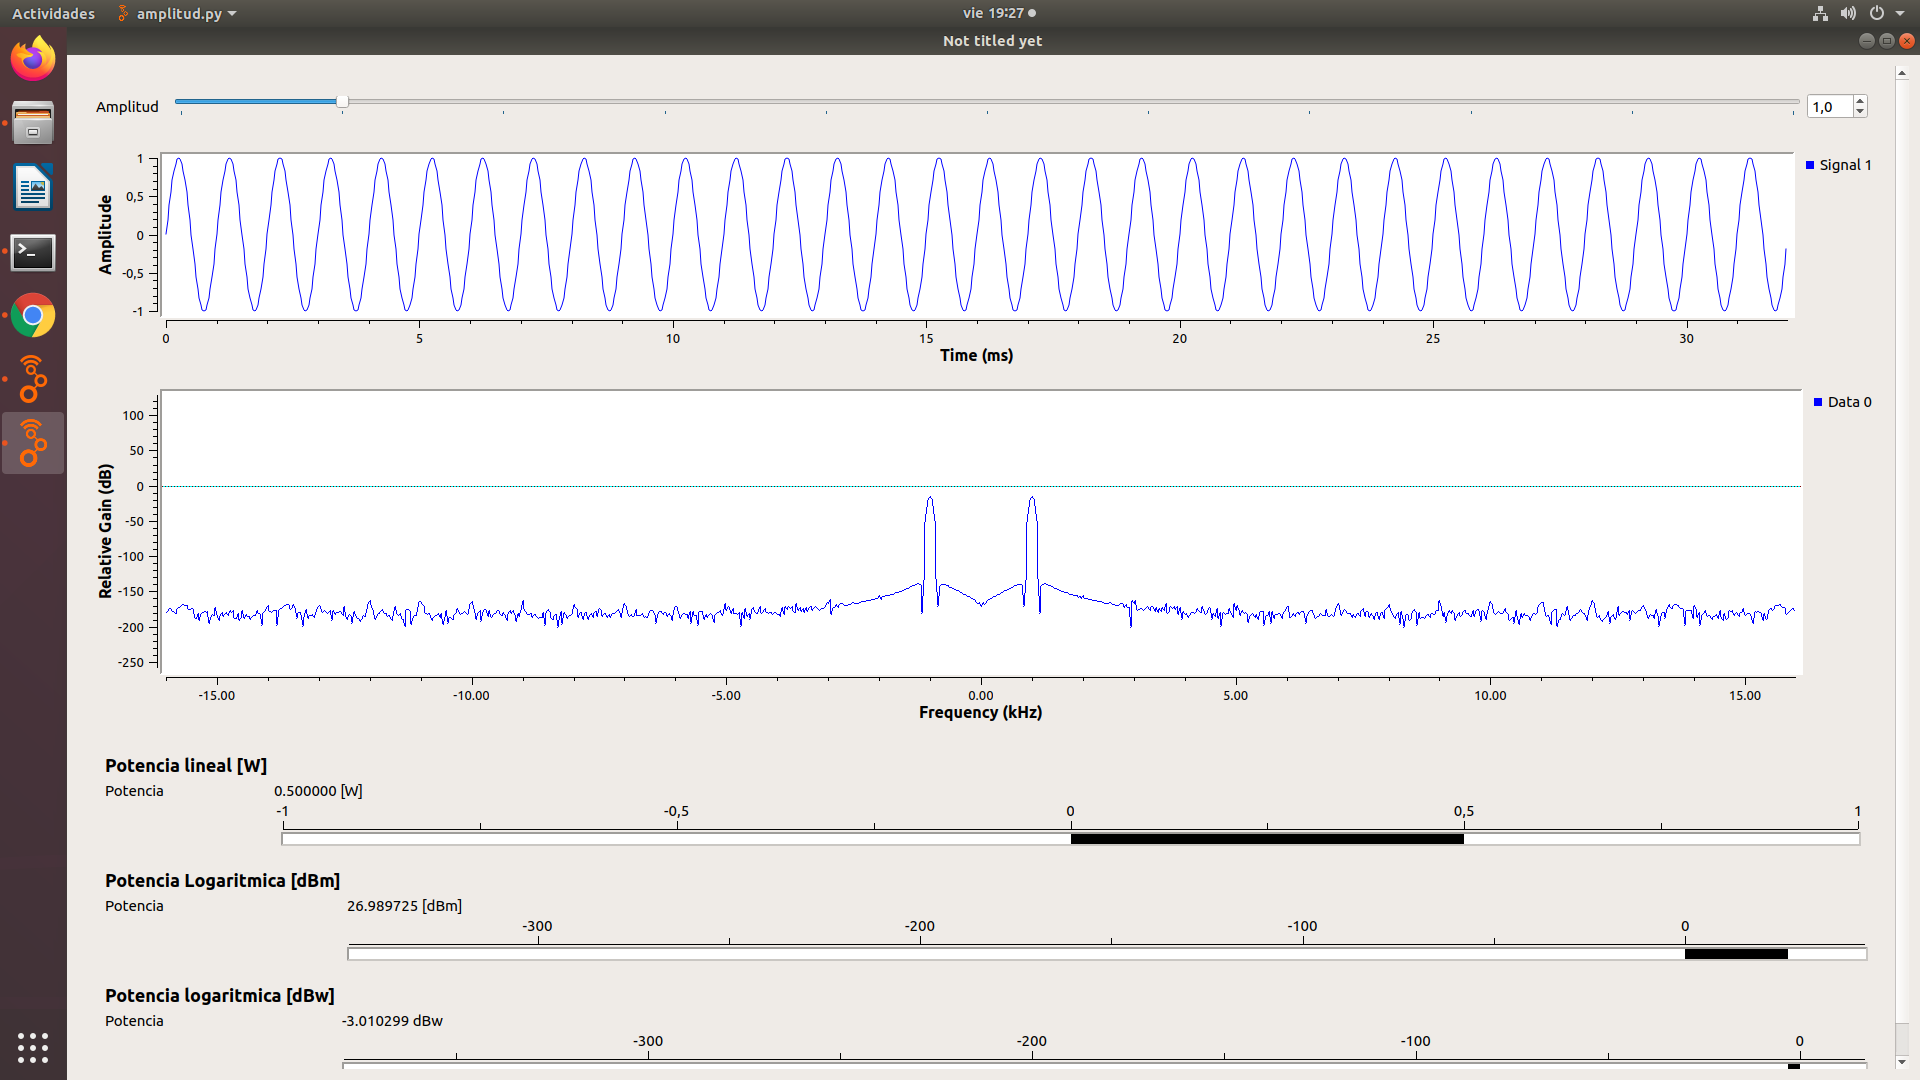 Actividades amplitud.py vie 19:27
Not titled yet
Amplitud 1,0
Signal 1
1
0,5
0
-0,5
-1
Amplitude
0 5 10 15 20 25 30
Time (ms)
Data 0
100
50
0
-50
-100
-150
-200
-250
Relative Gain (dB)
-15.00 -10.00 -5.00 0.00 5.00 10.00 15.00
Frequency (kHz)
Potencia lineal [W]
Potencia 0.500000 [W]
-1 -0,5 0 0,5 1
Potencia Logaritmica [dBm]
Potencia 26.989725 [dBm]
-300 -200 -100 0
Potencia logaritmica [dBw]
Potencia -3.010299 dBw
-300 -200 -100 0